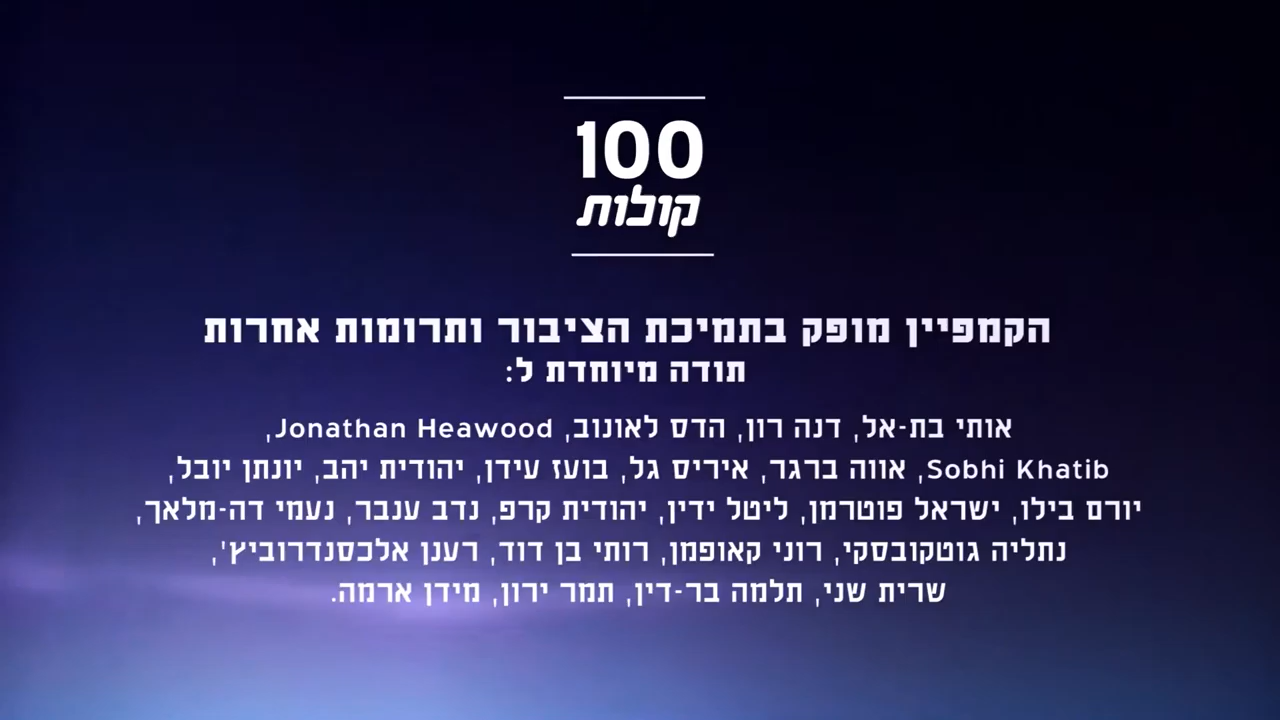 100
קולות
הקמפיין מופק בתמיכת הציבור ותרומות אחרות
תודה מיוחדת ל:
אותי בת-אל, דנה רון, הדס לאונוב, Jonathan Heawood,
Sobhi Khatib, אווה ברגר, איריס גל, בועז עידן, יהודית יהב, יונתן יובל,
יורם בילו, ישראל פוטרמן, ליטל ידין, יהודית קרפ, נדב ענבר, נעמי דה-מלאך,
נתליה גוטקובסקי, רוני קאופמן, רותי בן דוד, רענן אלכסנדרוביץ',
שרית שני, תלמה בר-דין, תמר ירון, מידן ארמה.